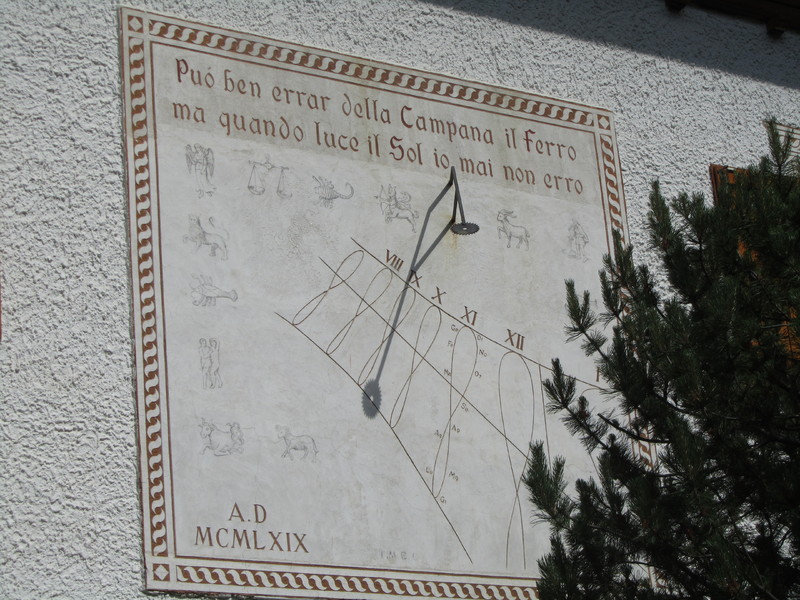 Puó ben errar della Campana il Ferro
ma quando luce il Sol io mai non erro
VIII IX X XI XII I
A.D
MCMLXIX